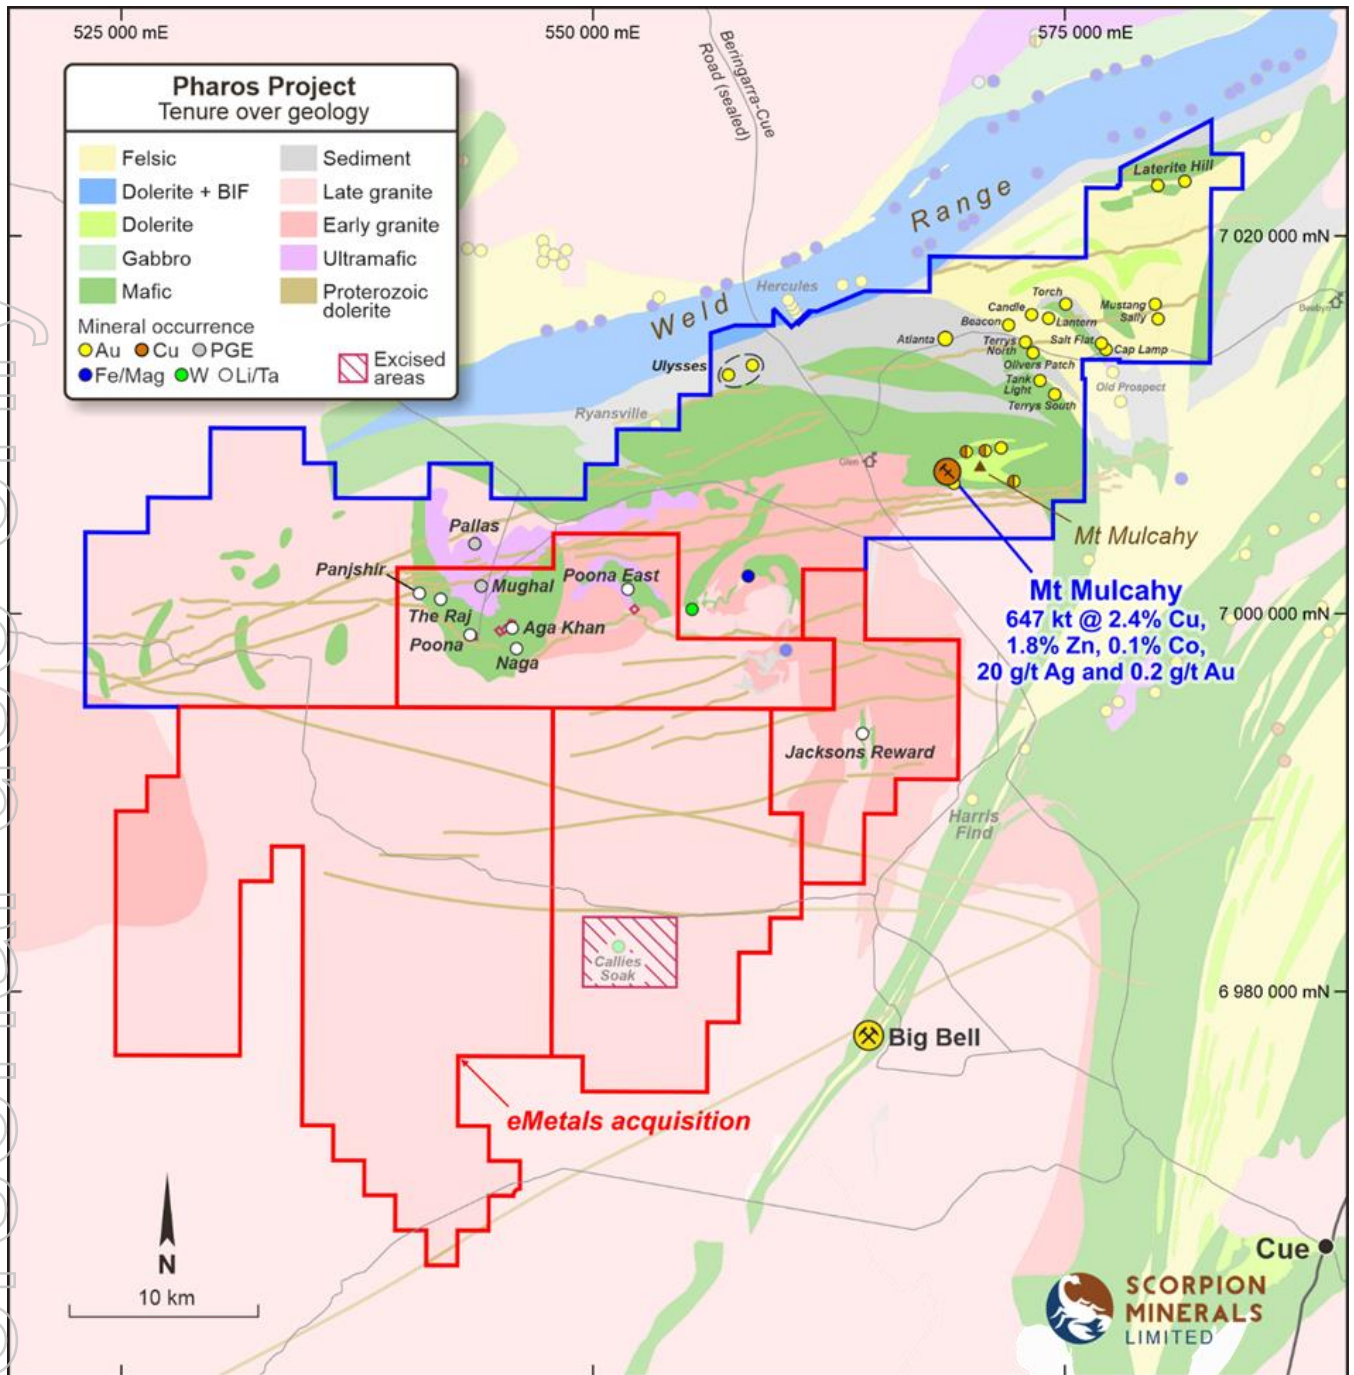 525 000 mE
550 000 mE
575 000 mE
Pharos Project
Tenure over geology
Felsic
Dolerite + BIF
Dolerite
Gabbro
Mafic
Sediment
Late granite
Early granite
Ultramafic
Proterozoic
dolerite
Mineral occurrence
Au
Cu
PGE
Fe/Mag
W
Li/Ta
Excised
areas
Beringarra-Cue
Road (sealed)
Weld Range
Laterite Hill
7 020 000 mN
Hercules
Torch
Candle
Mustang
Beacon
Lantern
Sally
Atlanta
Terrys
North
Salt Flat
Cap Lamp
Ulysses
Olivers Patch
Tank
Light
Old Prospect
Terrys South
Ryansville
Glen
Mt Mulcahy
Pallas
Panjshir
Mughal
Poona East
The Raj
Poona
Aga Khan
Naga
Mt Mulcahy
647 kt @ 2.4% Cu,
1.8% Zn, 0.1% Co,
20 g/t Ag and 0.2 g/t Au
7 000 000 mN
Jacksons Reward
Harris
Find
Callies
Soak
6 980 000 mN
Big Bell
eMetals acquisition
N
10 km
Cue
SCORPION
MINERALS
LIMITED